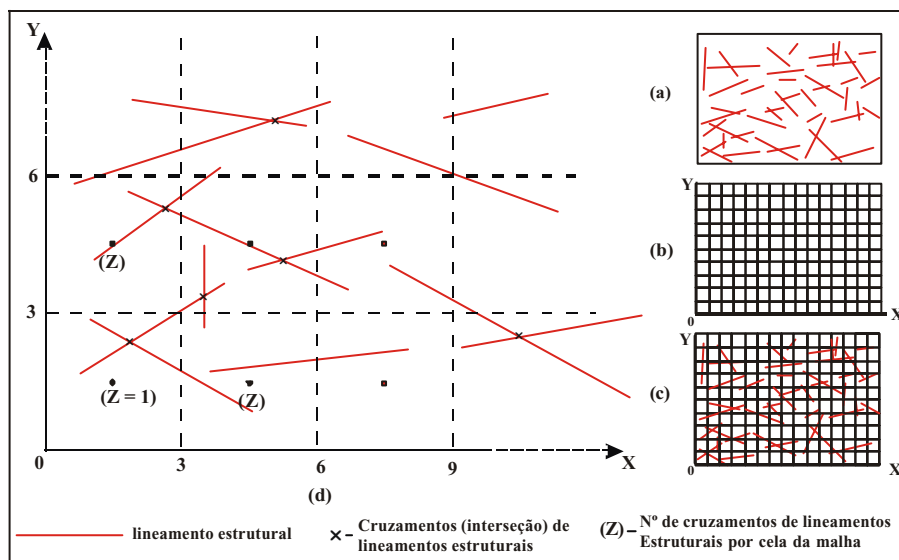 Y
6
3
0
3
6
9
X
(Z)
(Z = 1)
(Z)
(d)
(a)
Y
(b)
0
X
Y
(c)
0
X
lineamento estrutural
× - Cruzamentos (interseção) de
lineamentos estruturais
(Z) - Nº de cruzamentos de lineamentos
Estruturais por cela da malha